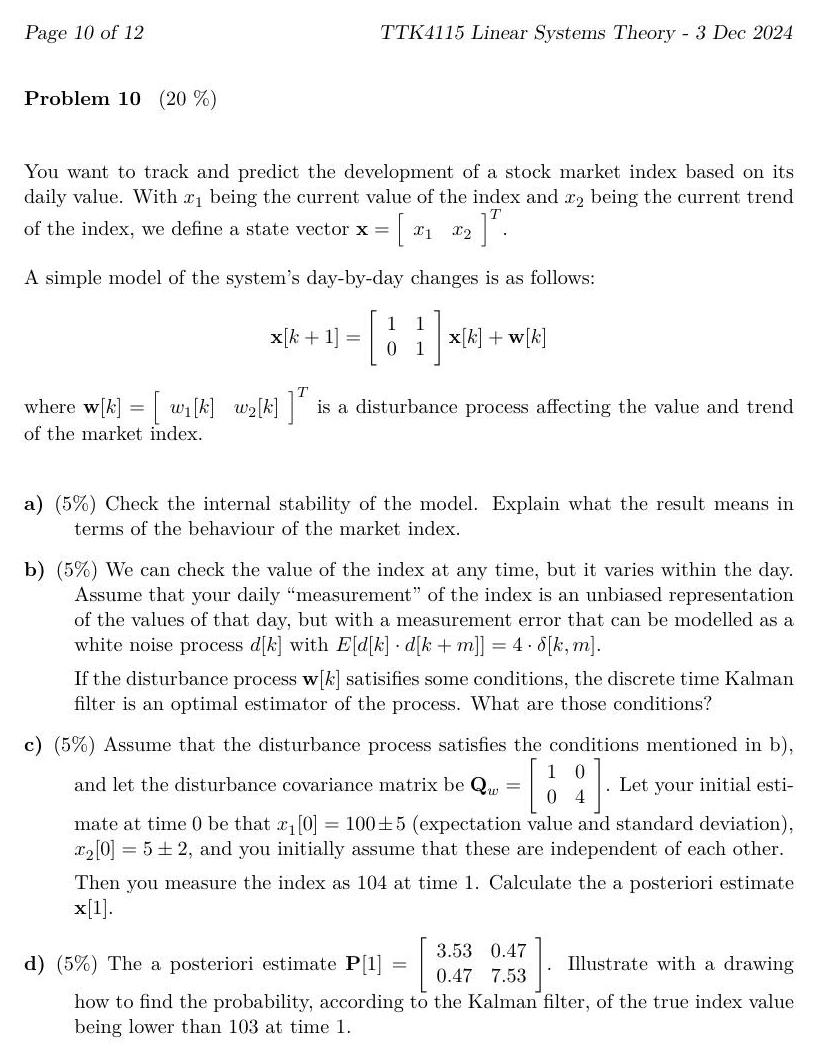 Page 10 of 12 TTK4115 Linear Systems Theory - 3 Dec 2024
Problem 10 (20 %)
You want to track and predict the development of a stock market index based on its
daily value. With x₁ being the current value of the index and x₂ being the current trend
of the index, we define a state vector x = [ x₁ x₂ ]ᵀ.
A simple model of the system's day-by-day changes is as follows:
x[k + 1] = [ 1 1 ; 0 1 ] x[k] + w[k]
where w[k] = [ w₁[k] w₂[k] ]ᵀ is a disturbance process affecting the value and trend
of the market index.
a) (5%) Check the internal stability of the model. Explain what the result means in
terms of the behaviour of the market index.
b) (5%) We can check the value of the index at any time, but it varies within the day.
Assume that your daily “measurement” of the index is an unbiased representation
of the values of that day, but with a measurement error that can be modelled as a
white noise process d[k] with E[d[k] · d[k + m]] = 4 · δ[k, m].
If the disturbance process w[k] satisifies some conditions, the discrete time Kalman
filter is an optimal estimator of the process. What are those conditions?
c) (5%) Assume that the disturbance process satisfies the conditions mentioned in b),
and let the disturbance covariance matrix be Q_w = [ 1 0 ; 0 4 ]. Let your initial esti-
mate at time 0 be that x₁[0] = 100 ± 5 (expectation value and standard deviation),
x₂[0] = 5 ± 2, and you initially assume that these are independent of each other.
Then you measure the index as 104 at time 1. Calculate the a posteriori estimate
x[1].
d) (5%) The a posteriori estimate P[1] = [ 3.53 0.47 ; 0.47 7.53 ]. Illustrate with a drawing
how to find the probability, according to the Kalman filter, of the true index value
being lower than 103 at time 1.